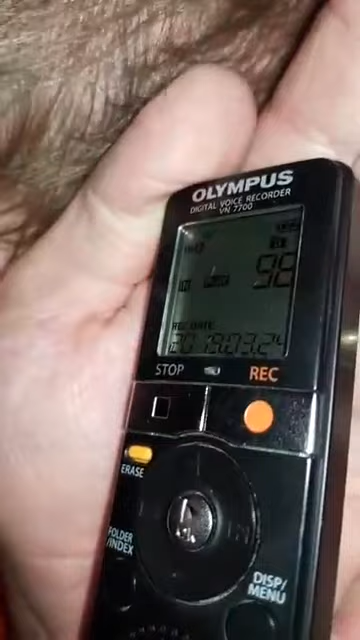 OLYMPUS
DIGITAL VOICE RECORDER
VN 7700
98
REC DATE
2019.03.24
STOP
REC
ERASE
FOLDER
/INDEX
DISP/
MENU